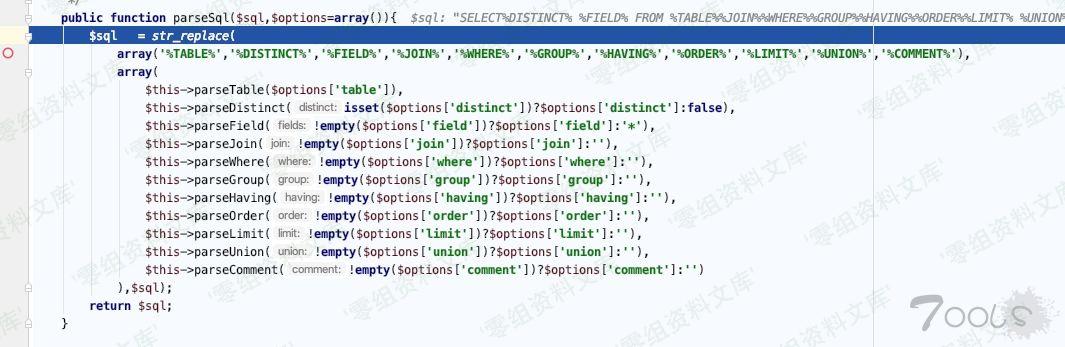 */
public function parseSql($sql,$options=array()){ $sql: "SELECT%DISTINCT% %FIELD% FROM %TABLE%%JOIN%%WHERE%%GROUP%%HAVING%%ORDER%%LIMIT% %UNION%
$sql = str_replace(
array('%TABLE%','%DISTINCT%','%FIELD%','%JOIN%','%WHERE%','%GROUP%','%HAVING%','%ORDER%','%LIMIT%','%UNION%','%COMMENT%'),
array(
$this->parseTable($options['table']),
$this->parseDistinct( distinct: isset($options['distinct'])?$options['distinct']:false),
$this->parseField( fields: !empty($options['field'])?$options['field']:'*'),
$this->parseJoin( join: !empty($options['join'])?$options['join']:''),
$this->parseWhere( where: !empty($options['where'])?$options['where']:''),
$this->parseGroup( group: !empty($options['group'])?$options['group']:''),
$this->parseHaving( having: !empty($options['having'])?$options['having']:''),
$this->parseOrder( order: !empty($options['order'])?$options['order']:''),
$this->parseLimit( limit: !empty($options['limit'])?$options['limit']:''),
$this->parseUnion( union: !empty($options['union'])?$options['union']:''),
$this->parseComment( comment: !empty($options['comment'])?$options['comment']:'')
),$sql);
return $sql;
}
'零组资料文库'
7ools